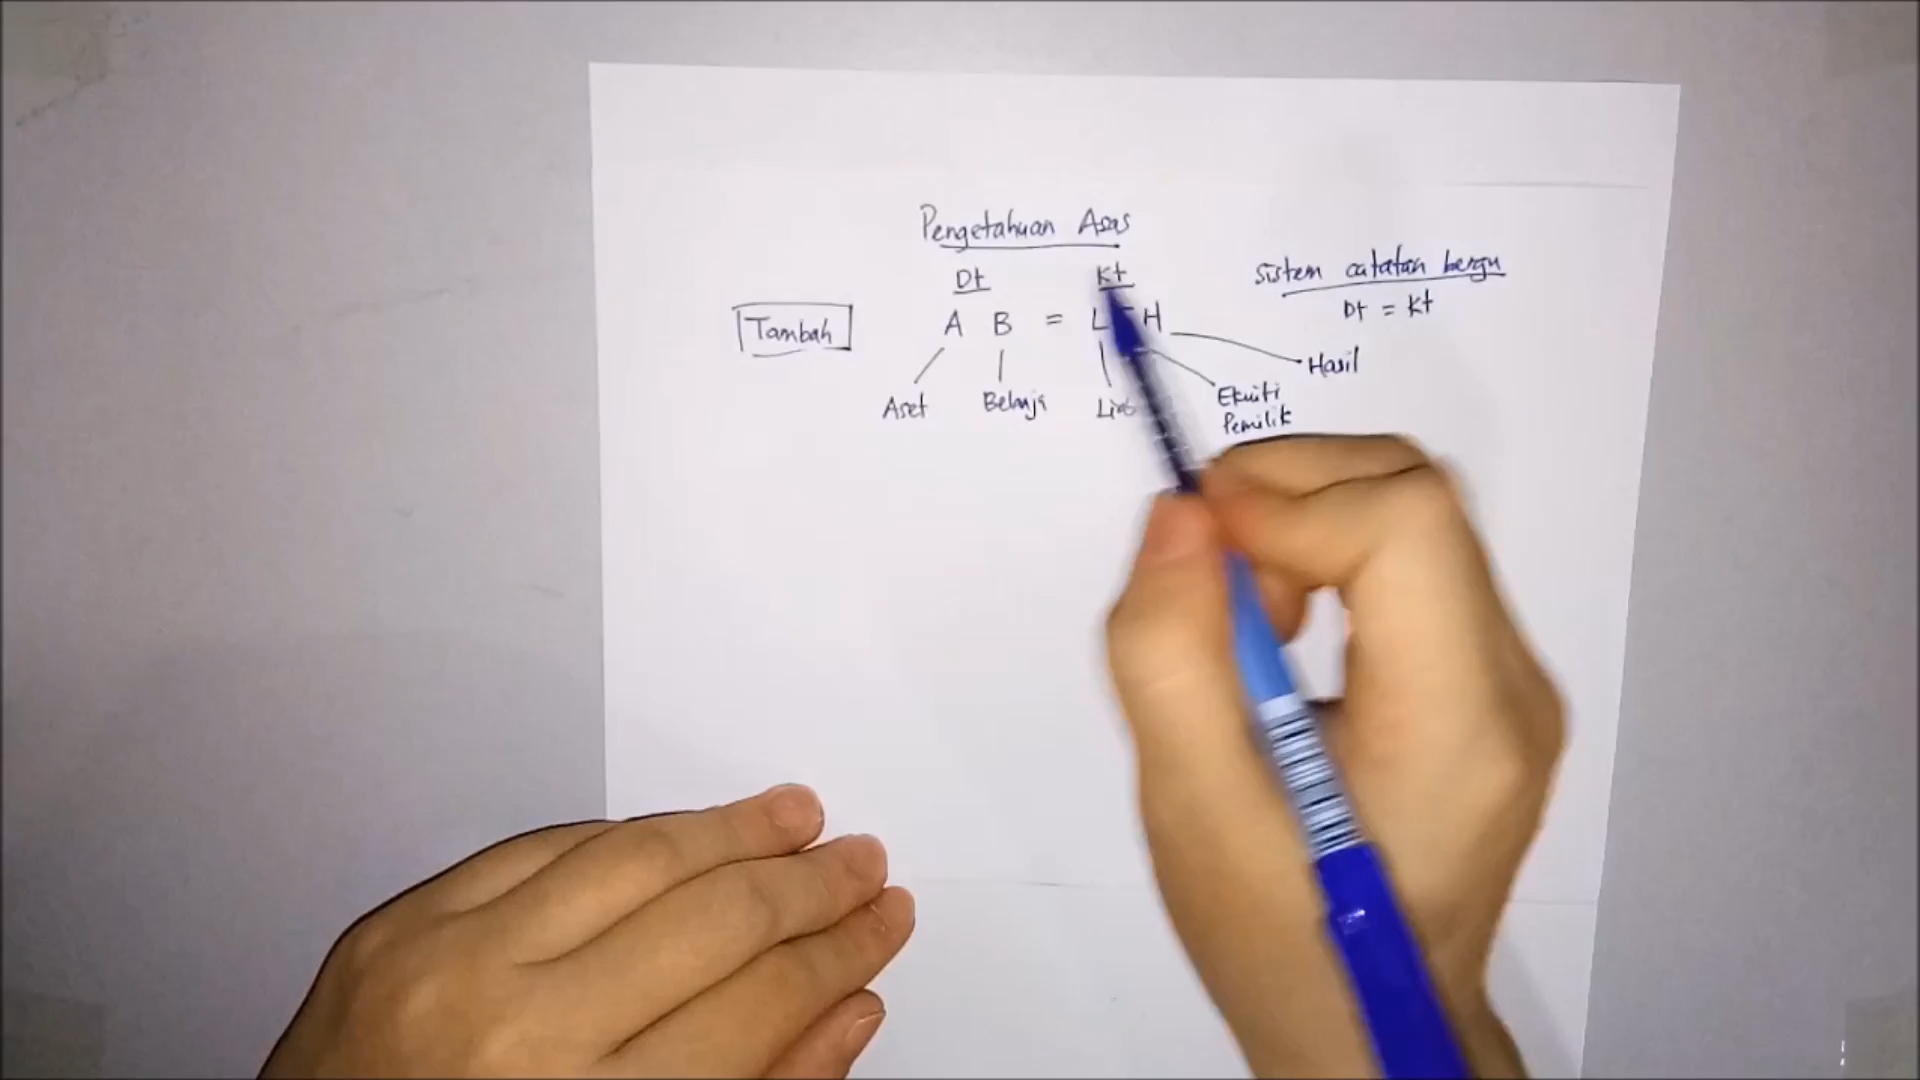 Pengetahuan Asas
Dt Kt
Sistem catatan bergu
Dt = Kt
Tambah
A B = L H
Hasil
Aset Belanja
Ekuiti
Pemilik